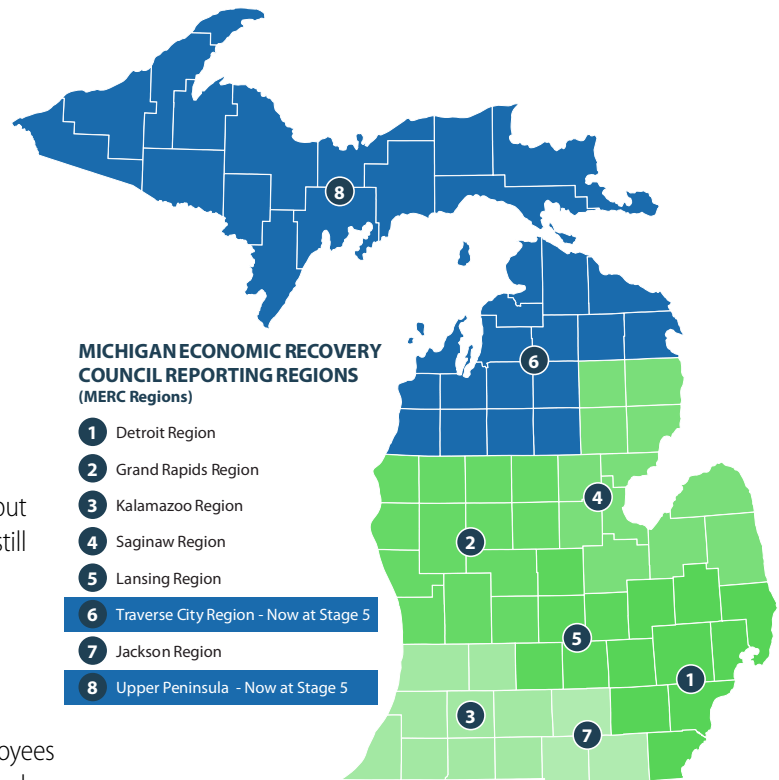 8
6
MICHIGAN ECONOMIC RECOVERY
COUNCIL REPORTING REGIONS
(MERC Regions)
1 Detroit Region
2 Grand Rapids Region
3 Kalamazoo Region
4 Saginaw Region
5 Lansing Region
6 Traverse City Region - Now at Stage 5
7 Jackson Region
8 Upper Peninsula - Now at Stage 5
4
2
5
1
3
7
still
oyees